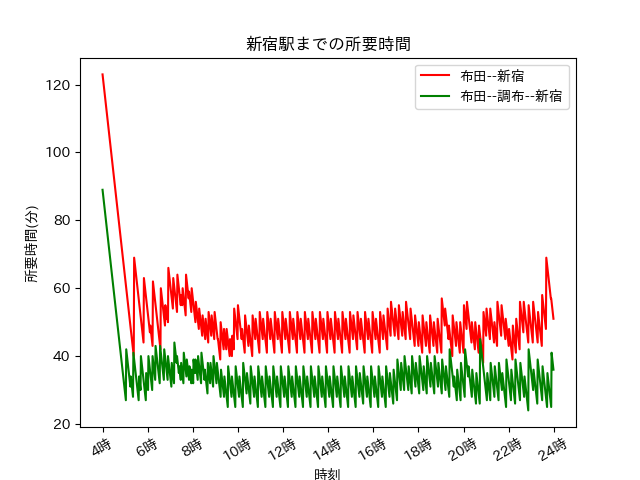 新宿駅までの所要時間
布田--新宿
布田--調布--新宿
所要時間(分)
120
100
80
60
40
20
4時 6時 8時 10時 12時 14時 16時 18時 20時 22時 24時
時刻